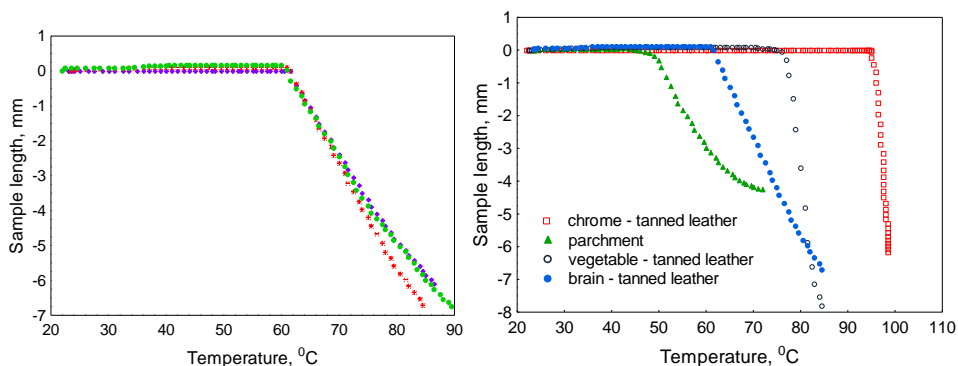 1
0
-1
-2
-3
-4
-5
-6
-7
20 30 40 50 60 70 80 90
Sample length, mm
Temperature, ⁰C
1
0
-1
-2
-3
-4
-5
-6
-7
-8
20 30 40 50 60 70 80 90 100 110
Sample length, mm
Temperature, ⁰C
chrome - tanned leather
parchment
vegetable - tanned leather
brain - tanned leather